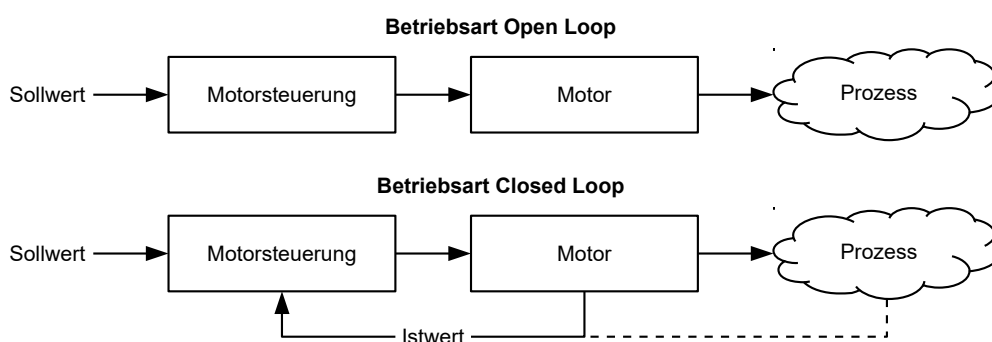 Betriebsart Open Loop
Sollwert
Motorsteuerung
Motor
Prozess
Betriebsart Closed Loop
Sollwert
Motorsteuerung
Motor
Prozess
Istwert